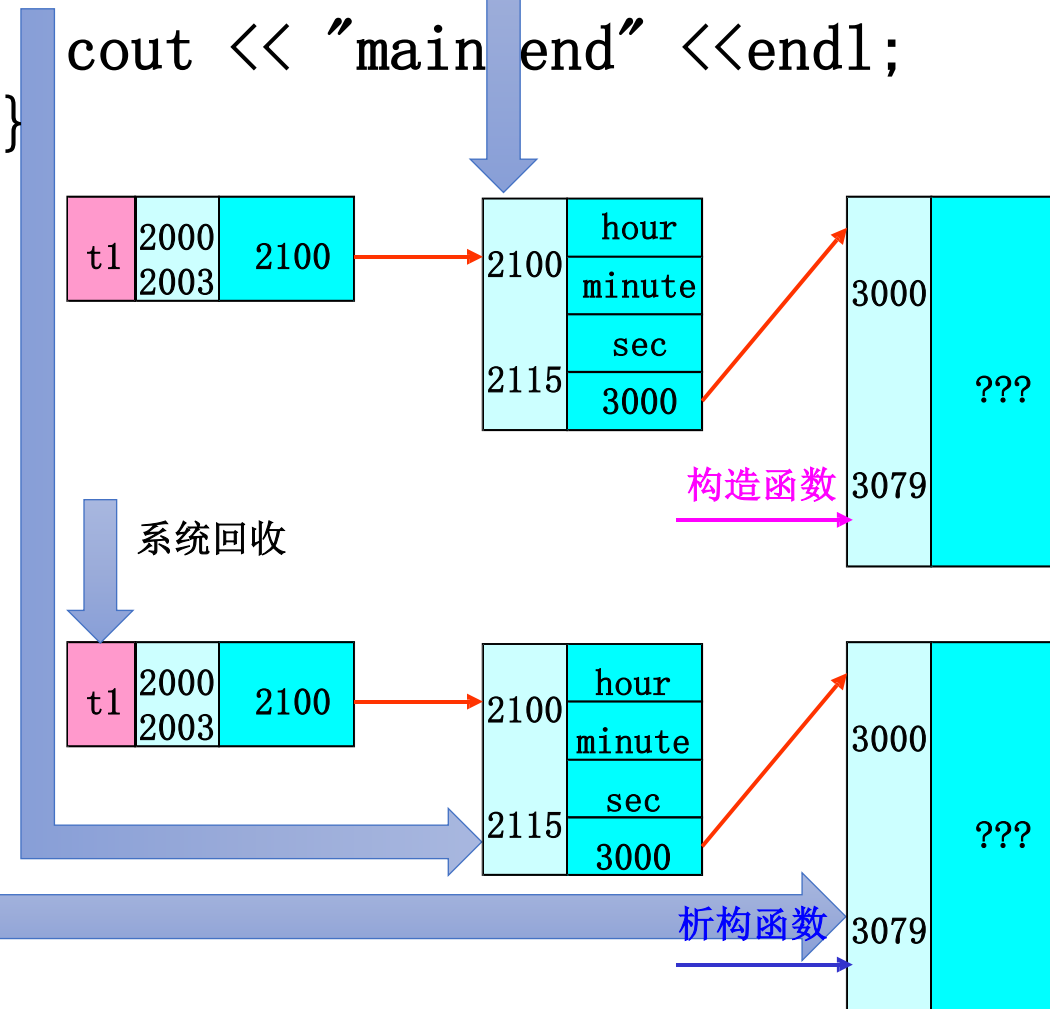 cout << "main end" <<endl;
}
t1 2000 2003 2100
2100 2115 hour minute sec 3000
3000 3079 ???
构造函数
系统回收
t1 2000 2003 2100
2100 2115 hour minute sec 3000
3000 3079 ???
析构函数